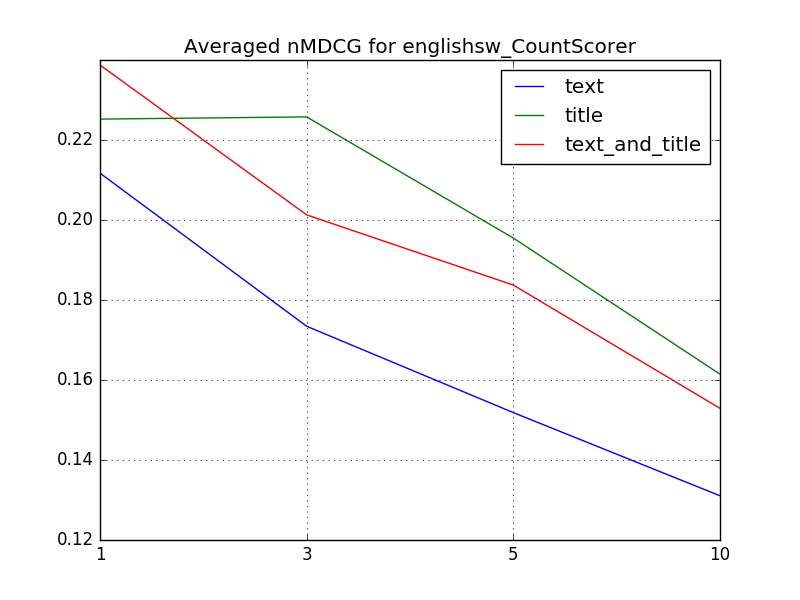 Averaged nMDCG for englishsw_CountScorer
text
title
text_and_title
0.22
0.20
0.18
0.16
0.14
0.12
1 3 5 10